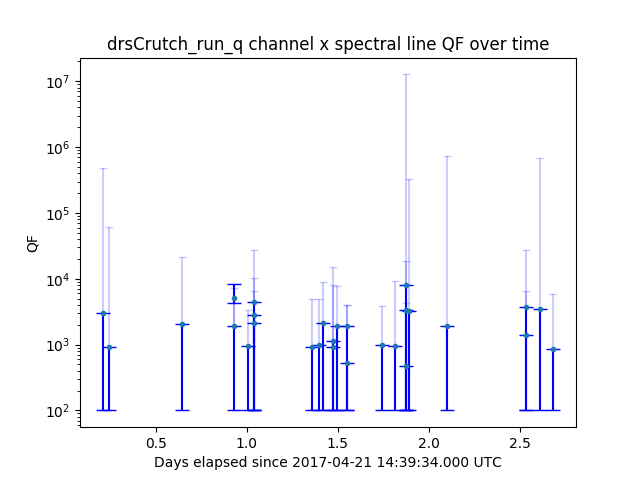 drsCrutch_run_q channel x spectral line QF over time
QF
10^7
10^6
10^5
10^4
10^3
10^2
0.5 1.0 1.5 2.0 2.5
Days elapsed since 2017-04-21 14:39:34.000 UTC